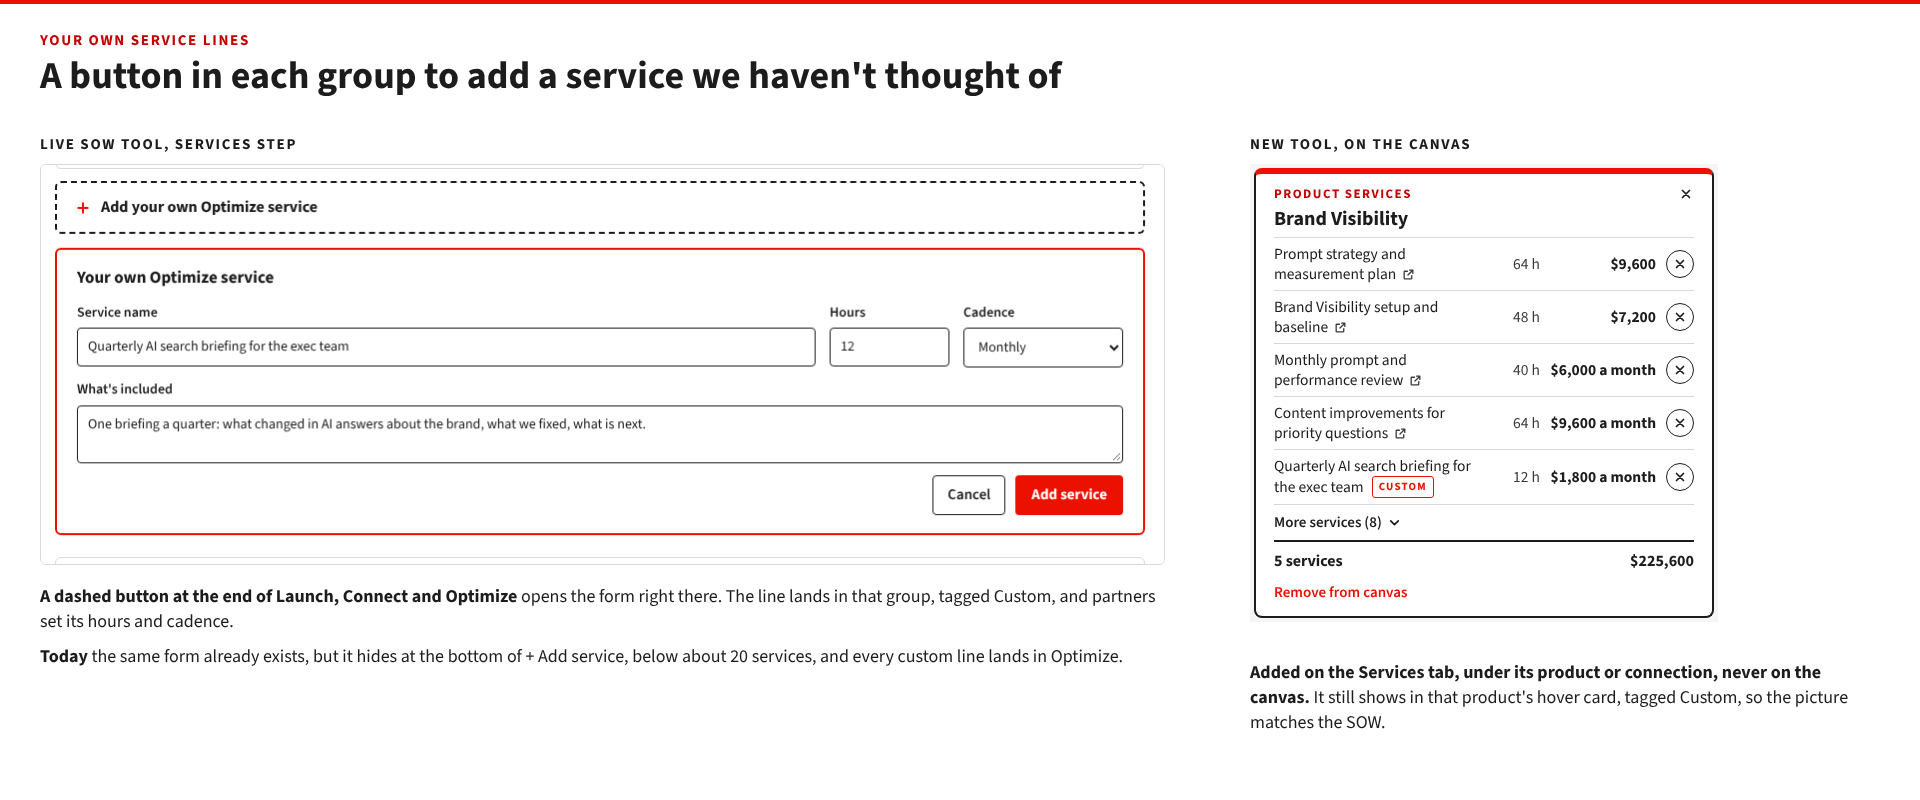 YOUR OWN SERVICE LINES
A button in each group to add a service we haven't thought of
LIVE SOW TOOL, SERVICES STEP
+ Add your own Optimize service
Your own Optimize service
Service name
Hours
Cadence
Quarterly AI search briefing for the exec team
12
Monthly
What's included
One briefing a quarter: what changed in AI answers about the brand, what we fixed, what is next.
Cancel
Add service
A dashed button at the end of Launch, Connect and Optimize opens the form right there. The line lands in that group, tagged Custom, and partners
set its hours and cadence.
Today the same form already exists, but it hides at the bottom of + Add service, below about 20 services, and every custom line lands in Optimize.
NEW TOOL, ON THE CANVAS
PRODUCT SERVICES
Brand Visibility
Prompt strategy and
measurement plan
64 h
$9,600
Brand Visibility setup and
baseline
48 h
$7,200
Monthly prompt and
performance review
40 h
$6,000 a month
Content improvements for
priority questions
64 h
$9,600 a month
Quarterly AI search briefing for
the exec team CUSTOM
12 h
$1,800 a month
More services (8)
5 services
$225,600
Remove from canvas
Added on the Services tab, under its product or connection, never on the
canvas. It still shows in that product's hover card, tagged Custom, so the picture
matches the SOW.